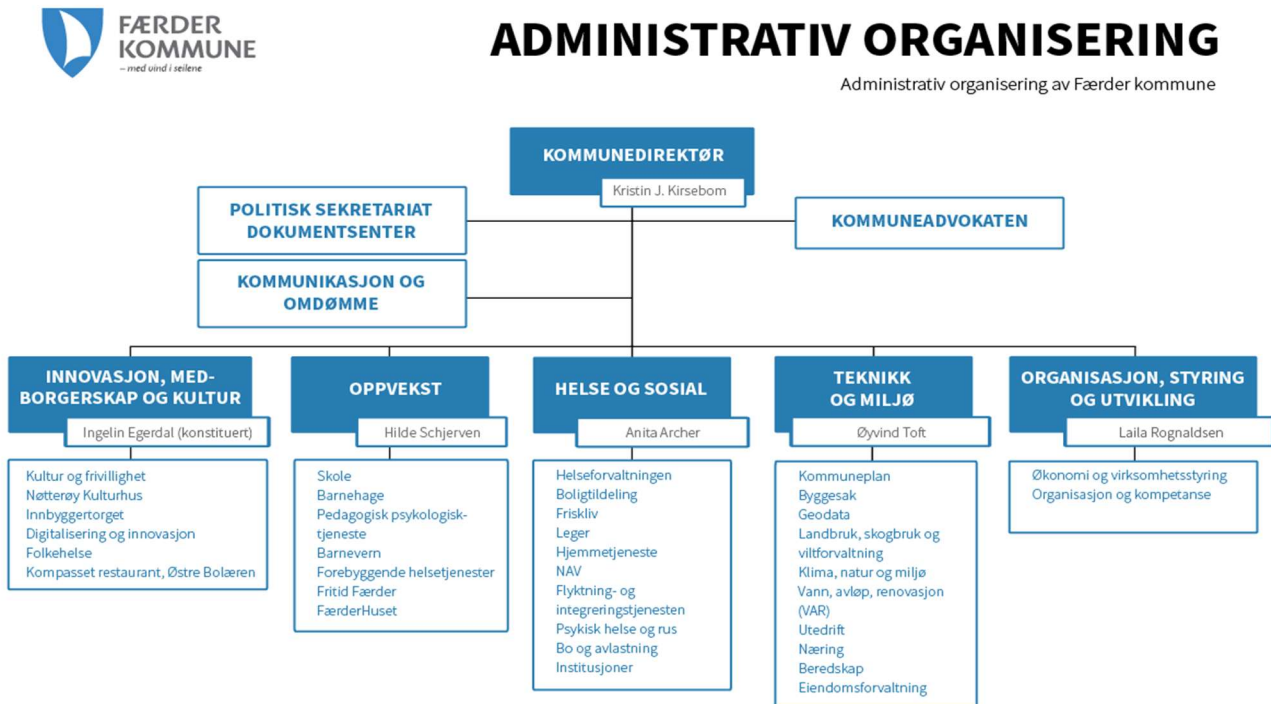 FÆRDER
KOMMUNE
– med vind i seilene
ADMINISTRATIV ORGANISERING
Administrativ organisering av Færder kommune
KOMMUNEDIREKTØR
Kristin J. Kirsebom
POLITISK SEKRETARIAT
DOKUMENTSENTER
KOMMUNEADVOKATEN
KOMMUNIKASJON OG
OMDØMME
INNOVASJON, MED-
BORGERSKAP OG KULTUR
Ingelin Egerdal (konstituert)
Kultur og frivillighet
Nøtterøy Kulturhus
Innbyggertorget
Digitalisering og innovasjon
Folkehelse
Kompasset restaurant, Østre Bolæren
OPPVEKST
Hilde Schjerven
Skole
Barnehage
Pedagogisk psykologisk-
tjeneste
Barnevern
Forebyggende helsetjenester
Fritid Færder
FærderHuset
HELSE OG SOSIAL
Anita Archer
Helseforvaltningen
Boligtildeling
Friskliv
Leger
Hjemmetjeneste
NAV
Flyktning- og
integreringstjenesten
Psykisk helse og rus
Bo og avlastning
Institusjoner
TEKNIKK
OG MILJØ
Øyvind Toft
Kommuneplan
Byggesak
Geodata
Landbruk, skogbruk og
viltforvaltning
Klima, natur og miljø
Vann, avløp, renovasjon
(VAR)
Utedrift
Næring
Beredskap
Eiendomsforvaltning
ORGANISASJON, STYRING
OG UTVIKLING
Laila Rognaldsen
Økonomi og virksomhetsstyring
Organisasjon og kompetanse